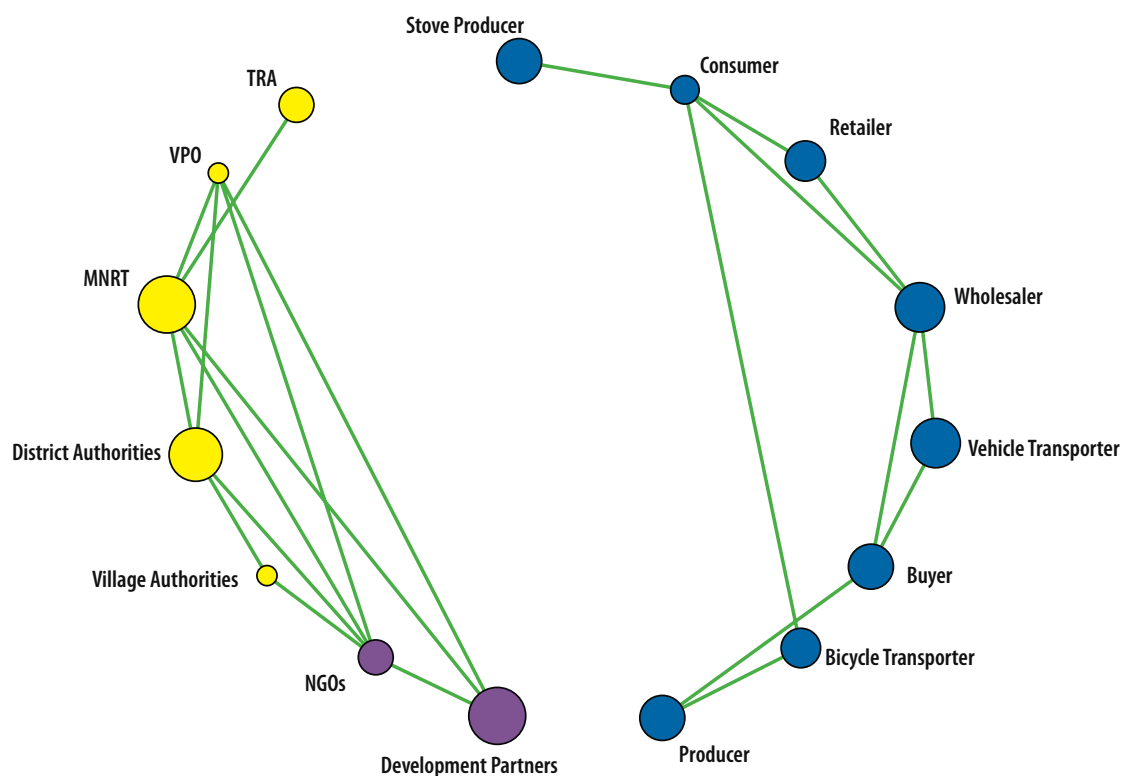 Stove Producer
Consumer
TRA
Retailer
VPO
MNRT
Wholesaler
District Authorities
Vehicle Transporter
Village Authorities
Buyer
Bicycle Transporter
NGOs
Producer
Development Partners